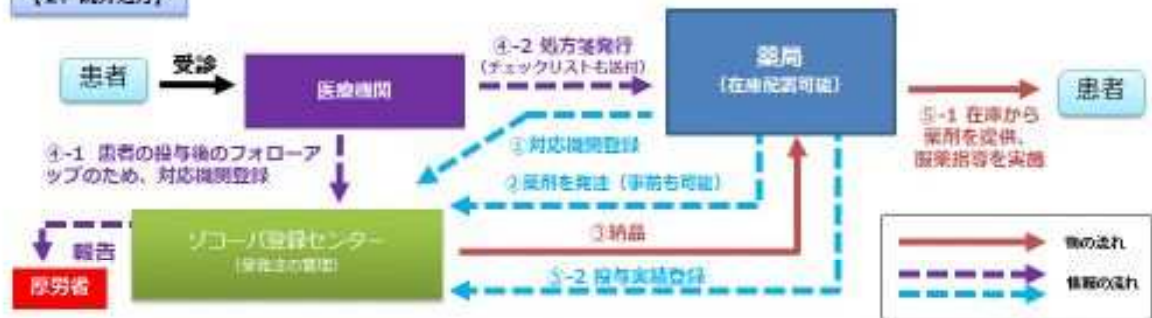 患者
受診
医療機関
④-2 処方箋発行
(チェックリストも送付)
薬局
(在庫配置可能)
⑤-1 在庫から
薬剤を提供、
服薬指導を実施
患者
④-1 患者の投与後のフォローア
ップのため、対応機関登録
①対応機関登録
②薬剤を発注(事前も可能)
ゾコーバ登録センター
(受発注の管理)
③納品
⑤-2 投与実績登録
報告
厚労省
物の流れ
情報の流れ